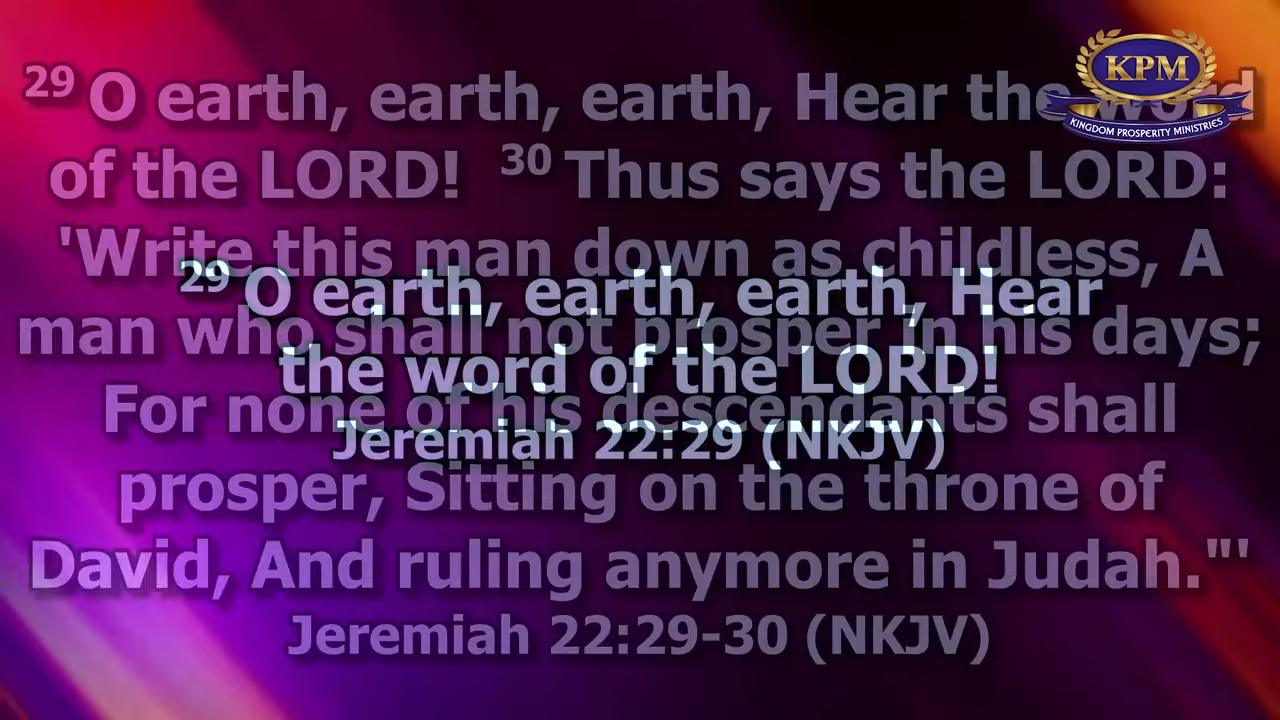 29 O earth, earth, earth, Hear the word
of the LORD! 30 Thus says the LORD:
'Write this man down as childless, A
man who shall not prosper in his days;
For none of his descendants shall
prosper, Sitting on the throne of
David, And ruling anymore in Judah."'
Jeremiah 22:29-30 (NKJV)
29 O earth, earth, earth, Hear
the word of the LORD!
Jeremiah 22:29 (NKJV)
KPM
KINGDOM PROSPERITY MINISTRIES